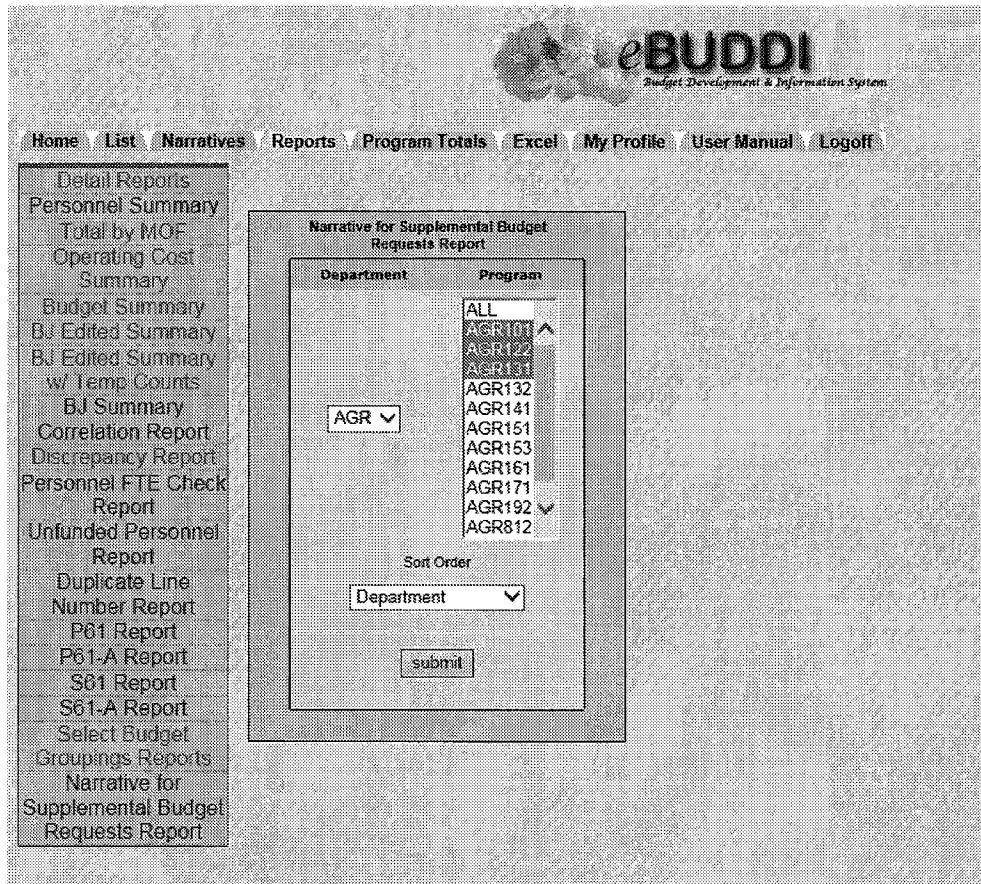 eBUDDI
Budget Development & Information System
Home List Narratives Reports Program Totals Excel My Profile User Manual Logoff
Detail Reports
Personnel Summary
Total by MOF
Operating Cost
Summary
Budget Summary
BJ Edited Summary
BJ Edited Summary
w/ Temp Counts
BJ Summary
Correlation Report
Discrepancy Report
Personnel FTE Check
Report
Unfunded Personnel
Report
Duplicate Line
Number Report
P61 Report
P61-A Report
S61 Report
S61-A Report
Select Budget
Groupings Reports
Narrative for
Supplemental Budget
Requests Report
Narrative for Supplemental Budget
Requests Report
Department Program
AGR
ALL
AGR101
AGR122
AGR131
AGR132
AGR141
AGR151
AGR153
AGR161
AGR171
AGR192
AGR812
Sort Order
Department
submit